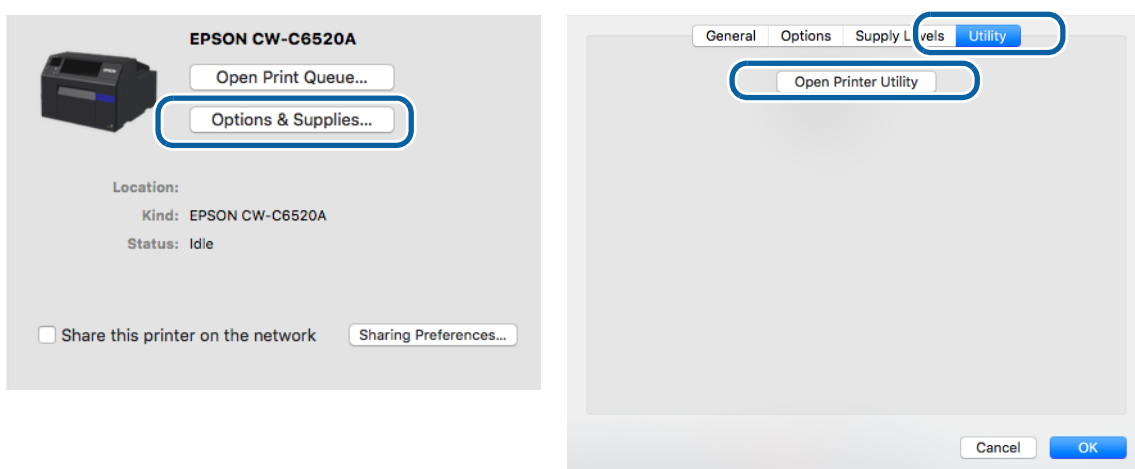 EPSON CW-C6520A
Open Print Queue...
Options & Supplies...
Location:
Kind: EPSON CW-C6520A
Status: Idle
Share this printer on the network Sharing Preferences...
General Options Supply Levels Utility
Open Printer Utility
Cancel OK